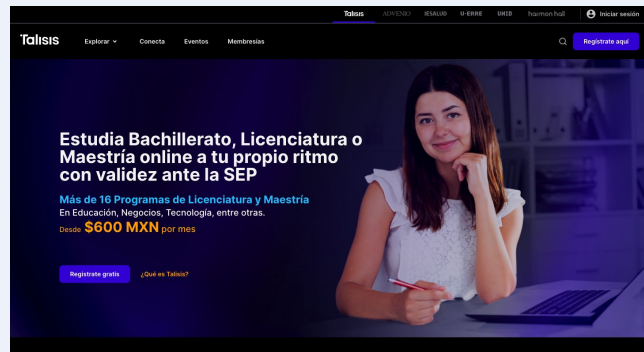 Talisis
ADVENIO
IESALUD
U-ERRE
UNID
harmon hall
Iniciar sesión
Talisis
Explorar
Conecta
Eventos
Membresías
Regístrate aquí
Estudia Bachillerato, Licenciatura o
Maestría online a tu propio ritmo
con validez ante la SEP
Más de 16 Programas de Licenciatura y Maestría
En Educación, Negocios, Tecnología, entre otras.
Desde $600 MXN por mes
Regístrate gratis
¿Qué es Talisis?